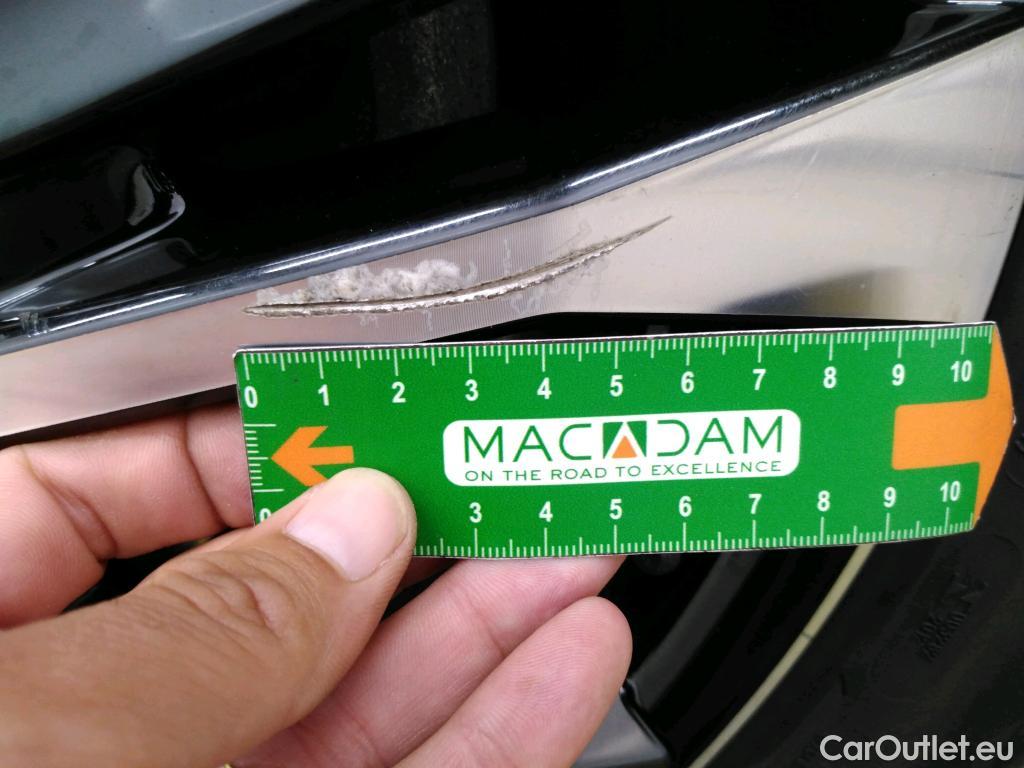 0 1 2 3 4 5 6 7 8 9 10
MACADAM
ON THE ROAD TO EXCELLENCE
0 3 4 5 6 7 8 9 10
CarOutlet.eu